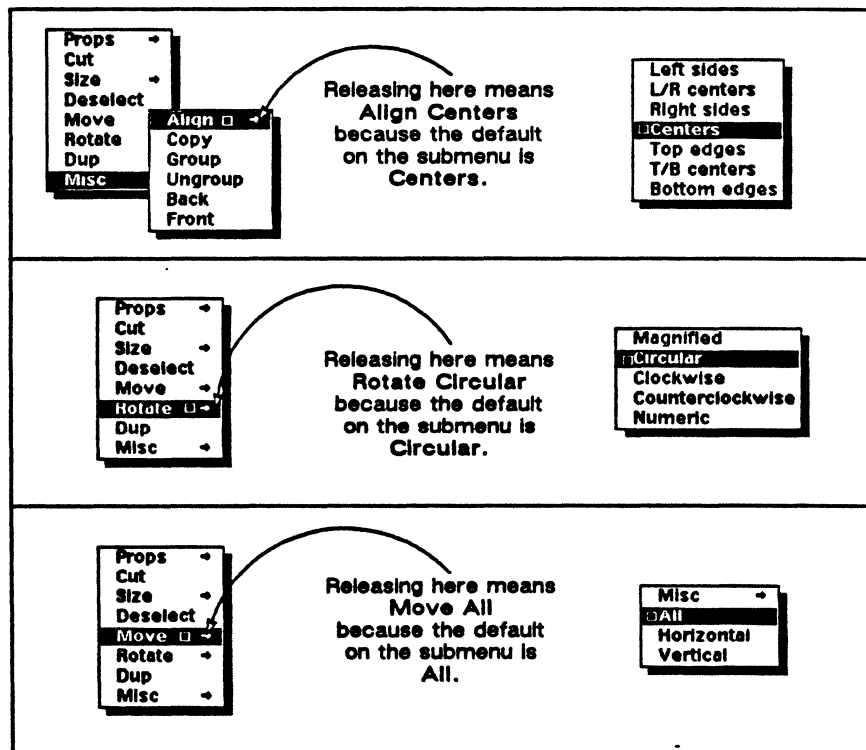 Props →
Cut
Size →
Deselect
Move
Rotate
Dup
Misc
Align □ →
Copy
Group
Ungroup
Back
Front
Releasing here means
Align Centers
because the default
on the submenu is
Centers.
Left sides
L/R centers
Right sides
□Centers
Top edges
T/B centers
Bottom edges
Props →
Cut
Size →
Deselect
Move →
Rotate □ →
Dup
Misc →
Releasing here means
Rotate Circular
because the default
on the submenu is
Circular.
Magnified
□Circular
Clockwise
Counterclockwise
Numeric
Props →
Cut
Size →
Deselect
Move □ →
Rotate →
Dup
Misc →
Releasing here means
Move All
because the default
on the submenu is
All.
Misc →
□All
Horizontal
Vertical